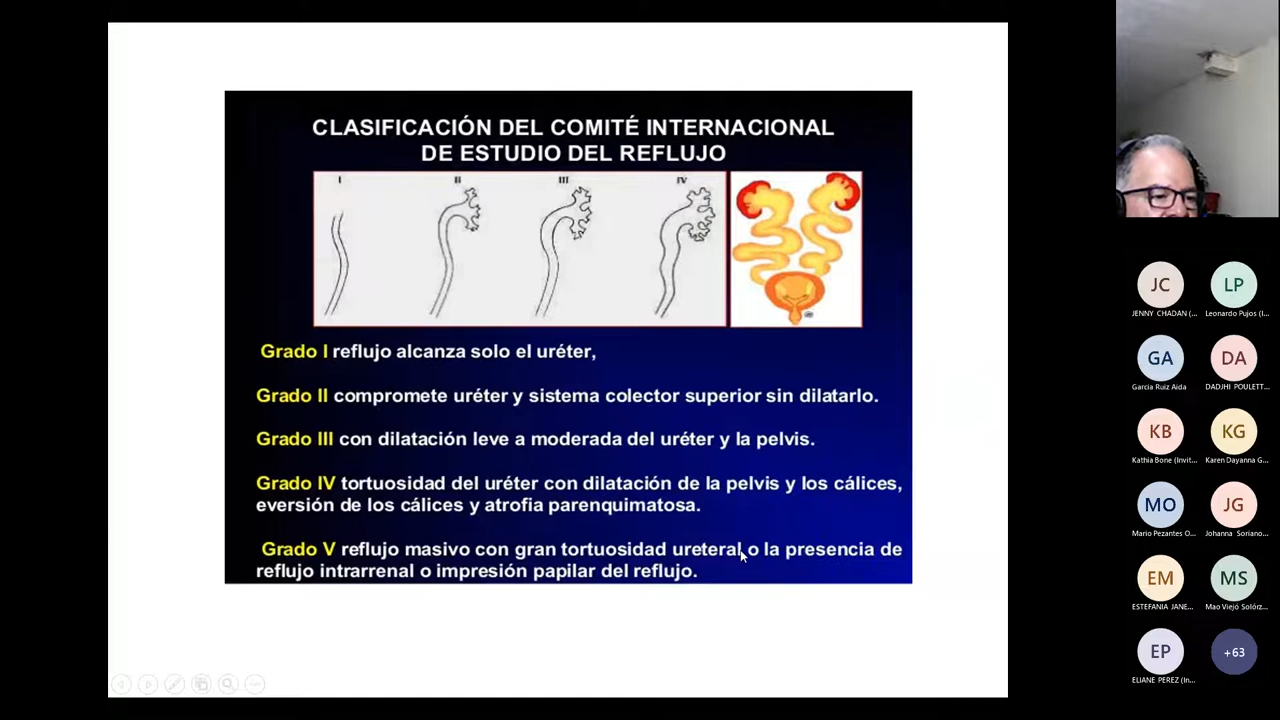 CLASIFICACIÓN DEL COMITÉ INTERNACIONAL
DE ESTUDIO DEL REFLUJO
I II III IV
Grado I reflujo alcanza solo el uréter,
Grado II compromete uréter y sistema colector superior sin dilatarlo.
Grado III con dilatación leve a moderada del uréter y la pelvis.
Grado IV tortuosidad del uréter con dilatación de la pelvis y los cálices,
eversión de los cálices y atrofia parenquimatosa.
Grado V reflujo masivo con gran tortuosidad ureteral o la presencia de
reflujo intrarrenal o impresión papilar del reflujo.
JC LP
JENNY CHADAN (... Leonardo Pujos (I...
GA DA
Garcia Ruiz Aida DADJHI POULETT...
KB KG
Kathia Bone (Invit... Karen Dayanna G...
MO JG
Mario Pezantes O... Johanna Soriano...
EM MS
ESTEFANIA JANE... Mao Viejó Solórz...
EP +63
ELIANE PEREZ (In...